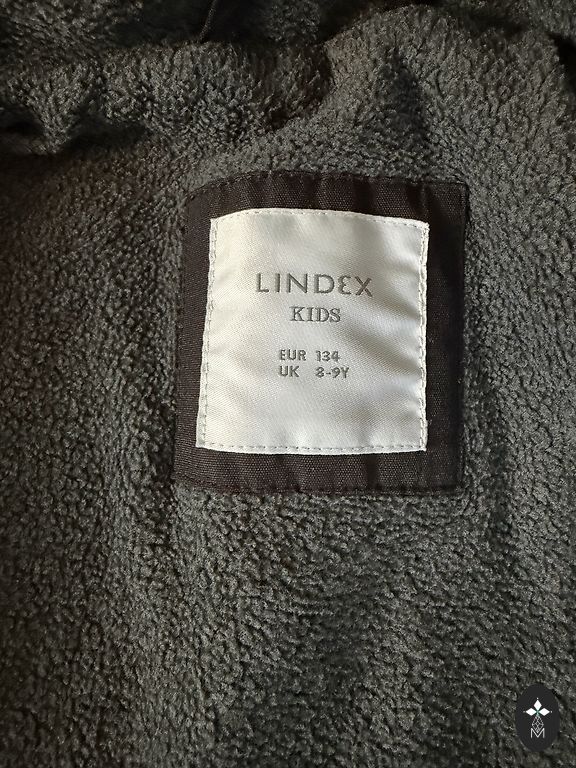 LINDEX
KIDS
EUR 134
UK 8-9Y